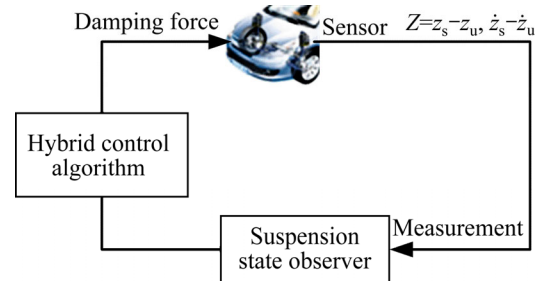 Damping force
Sensor
Z=zₛ−zᵤ, żₛ−żᵤ
Hybrid control
algorithm
Measurement
Suspension
state observer